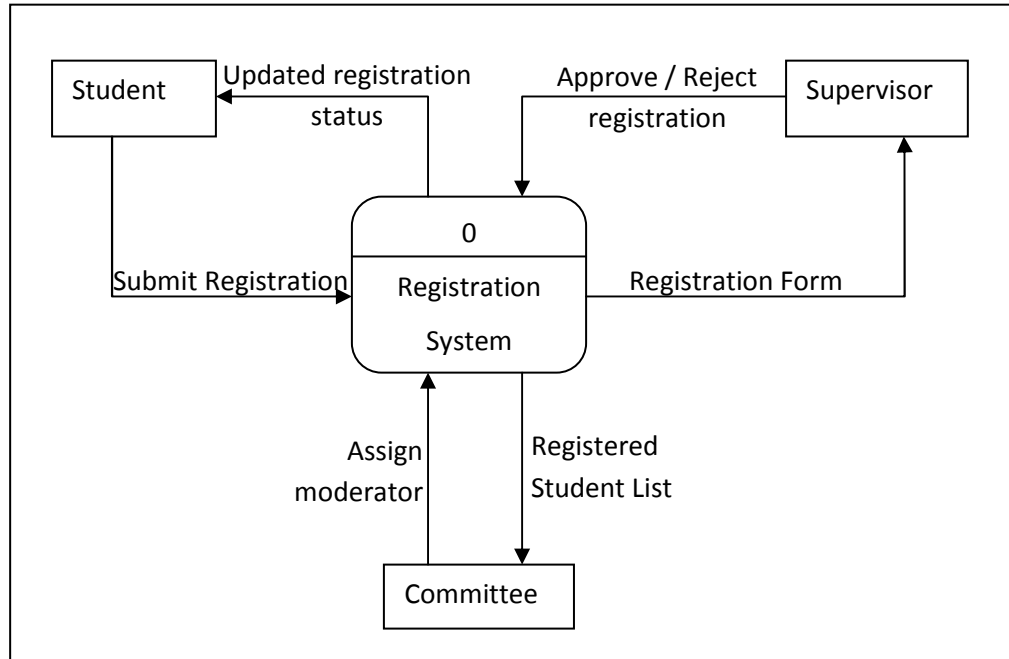 Student
Updated registration
status
Approve / Reject
registration
Supervisor
0
Registration
System
Submit Registration
Registration Form
Assign
moderator
Registered
Student List
Committee